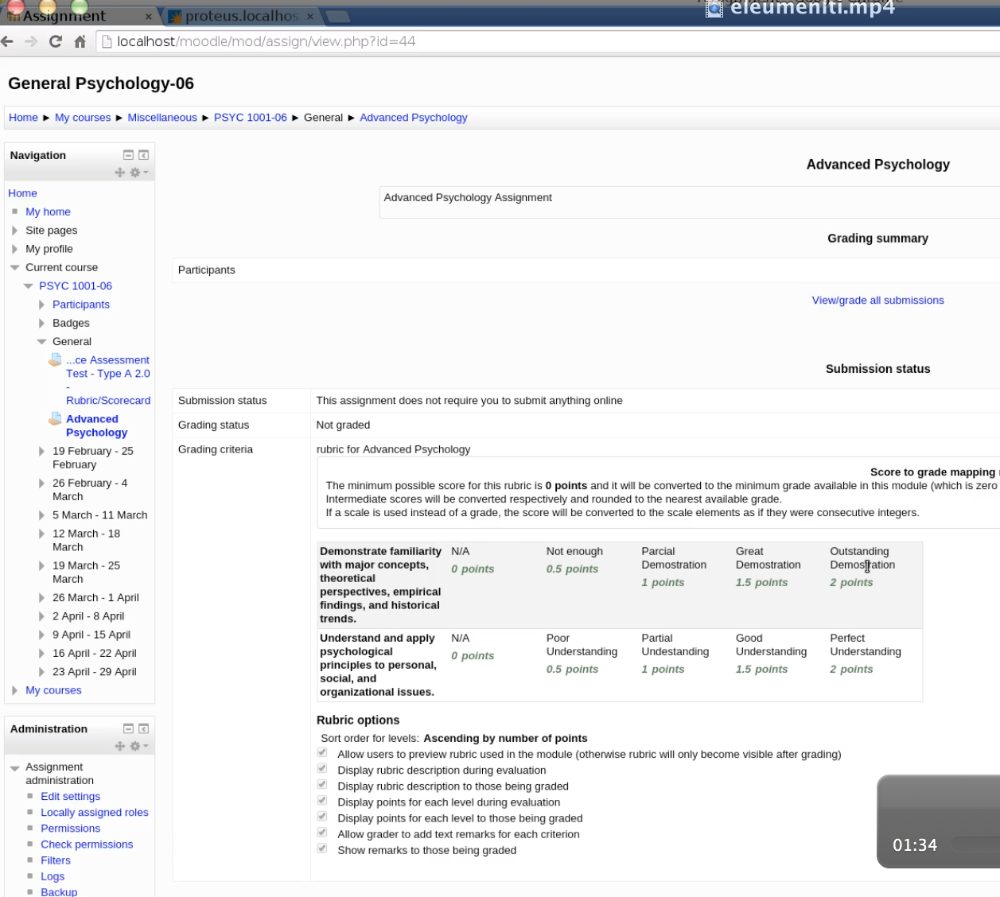 Assignment
proteus.localhos
eleumeniti.mp4
localhost/moodle/mod/assign/view.php?id=44
General Psychology-06
Home ► My courses ► Miscellaneous ► PSYC 1001-06 ► General ► Advanced Psychology
Navigation
Home
My home
Site pages
My profile
Current course
PSYC 1001-06
Participants
Badges
General
...ce Assessment
Test - Type A 2.0
-
Rubric/Scorecard
Advanced
Psychology
19 February - 25
February
26 February - 4
March
5 March - 11 March
12 March - 18
March
19 March - 25
March
26 March - 1 April
2 April - 8 April
9 April - 15 April
16 April - 22 April
23 April - 29 April
My courses
Administration
Assignment
administration
Edit settings
Locally assigned roles
Permissions
Check permissions
Filters
Logs
Backup
Advanced Psychology
Advanced Psychology Assignment
Grading summary
Participants
View/grade all submissions
Submission status
Submission status This assignment does not require you to submit anything online
Grading status Not graded
Grading criteria rubric for Advanced Psychology
Score to grade mapping
The minimum possible score for this rubric is 0 points and it will be converted to the minimum grade available in this module (which is zero
Intermediate scores will be converted respectively and rounded to the nearest available grade.
If a scale is used instead of a grade, the score will be converted to the scale elements as if they were consecutive integers.
Demonstrate familiarity
with major concepts,
theoretical
perspectives, empirical
findings, and historical
trends.
N/A
0 points
Not enough
0.5 points
Parcial
Demostration
1 points
Great
Demostration
1.5 points
Outstanding
Demostration
2 points
Understand and apply
psychological
principles to personal,
social, and
organizational issues.
N/A
0 points
Poor
Understanding
0.5 points
Partial
Undestanding
1 points
Good
Understanding
1.5 points
Perfect
Understanding
2 points
Rubric options
Sort order for levels: Ascending by number of points
Allow users to preview rubric used in the module (otherwise rubric will only become visible after grading)
Display rubric description during evaluation
Display rubric description to those being graded
Display points for each level during evaluation
Display points for each level to those being graded
Allow grader to add text remarks for each criterion
Show remarks to those being graded
01:34